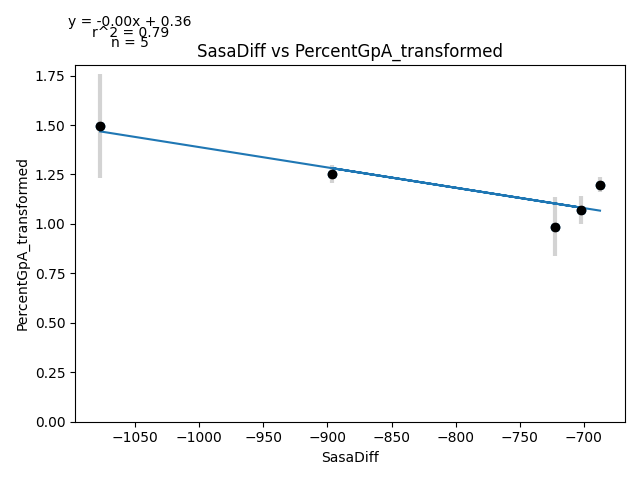 y = -0.00x + 0.36
r^2 = 0.79
n = 5
SasaDiff vs PercentGpA_transformed
1.75
1.50
1.25
1.00
0.75
0.50
0.25
0.00
PercentGpA_transformed
−1050 −1000 −950 −900 −850 −800 −750 −700
SasaDiff